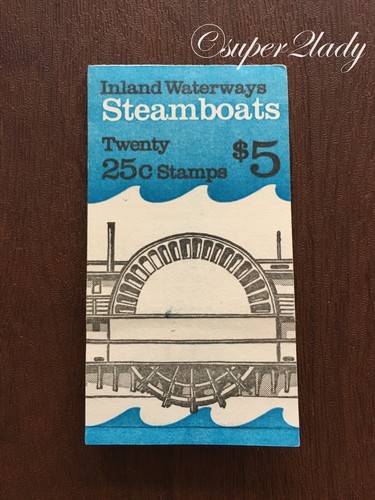 ©super2lady
Inland Waterways
Steamboats
Twenty
25c Stamps $5